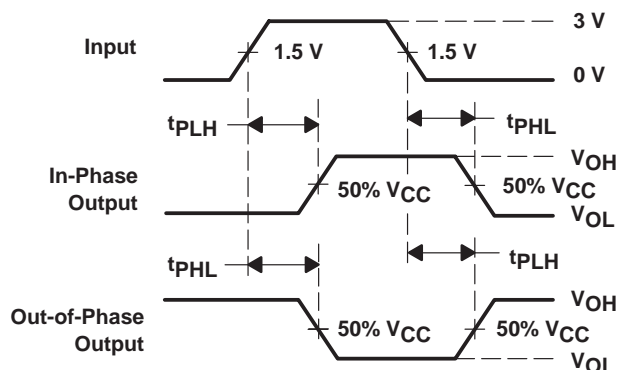 3 V
Input
1.5 V
1.5 V
0 V
tPLH
tPHL
VOH
In-Phase
Output
50% VCC
50% VCC
VOL
tPHL
tPLH
VOH
Out-of-Phase
Output
50% VCC
50% VCC
VOL